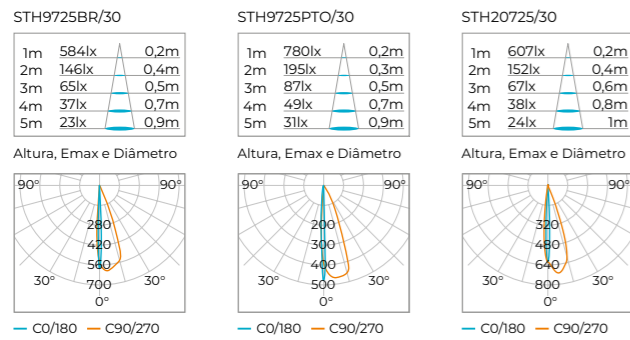 STH9725BR/30
1m 584lx 0,2m
2m 146lx 0,4m
3m 65lx 0,5m
4m 37lx 0,7m
5m 23lx 0,9m
Altura, Emax e Diâmetro
90° 90°
280
420
560
30° 700 30°
0°
C0/180 C90/270
STH9725PTO/30
1m 780lx 0,2m
2m 195lx 0,3m
3m 87lx 0,5m
4m 49lx 0,7m
5m 31lx 0,9m
Altura, Emax e Diâmetro
90° 90°
200
300
400
30° 500 30°
0°
C0/180 C90/270
STH20725/30
1m 607lx 0,2m
2m 152lx 0,4m
3m 67lx 0,6m
4m 38lx 0,8m
5m 24lx 1m
Altura, Emax e Diâmetro
90° 90°
320
480
640
30° 800 30°
0°
C0/180 C90/270